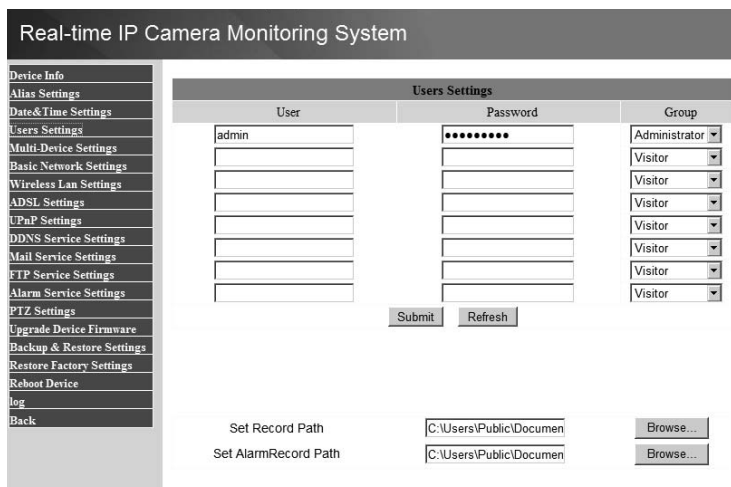 Real-time IP Camera Monitoring System
Device Info
Alias Settings
Date&Time Settings
Users Settings
Multi-Device Settings
Basic Network Settings
Wireless Lan Settings
ADSL Settings
UPnP Settings
DDNS Service Settings
Mail Service Settings
FTP Service Settings
Alarm Service Settings
PTZ Settings
Upgrade Device Firmware
Backup & Restore Settings
Restore Factory Settings
Reboot Device
log
Back
Users Settings
User Password Group
admin ●●●●●●●●● Administrator
Visitor
Visitor
Visitor
Visitor
Visitor
Visitor
Visitor
Submit Refresh
Set Record Path C:\Users\Public\Documen Browse...
Set AlarmRecord Path C:\Users\Public\Documen Browse...